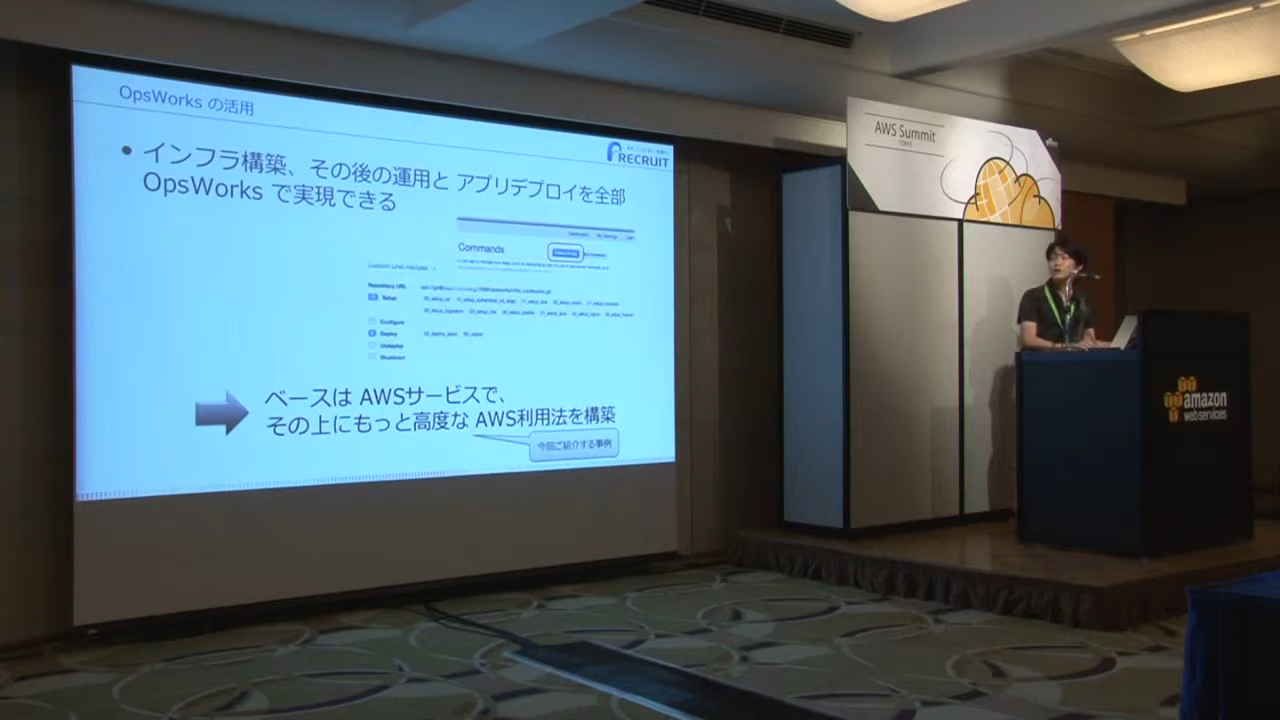 OpsWorks の活用
RECRUIT
• インフラ構築、その後の運用と アプリデプロイを全部
OpsWorks で実現できる
Commands
Repository URL
Setup
Configure
Deploy
Undeploy
Shutdown
ベースは AWSサービスで、
その上にもっと高度な AWS利用法を構築
今回ご紹介する事例
AWS Summit
TOKYO
amazon
web services